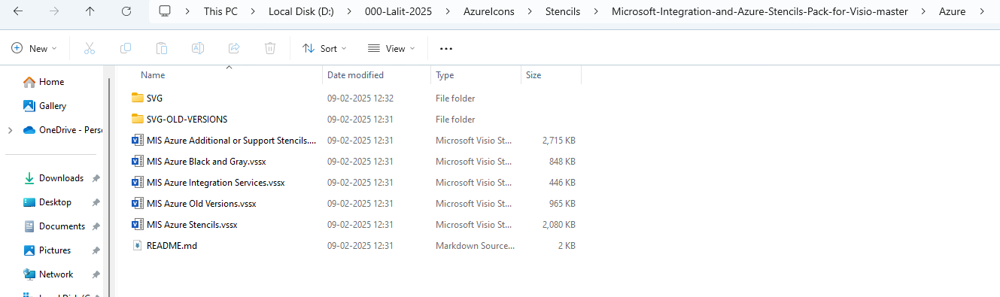 This PC > Local Disk (D:) > 000-Lalit-2025 > AzureIcons > Stencils > Microsoft-Integration-and-Azure-Stencils-Pack-for-Visio-master > Azure >
New Sort View ...
Name Date modified Type Size
Home
Gallery
OneDrive - Perso
Downloads
Desktop
Documents
Pictures
Network
SVG 09-02-2025 12:32 File folder
SVG-OLD-VERSIONS 09-02-2025 12:31 File folder
MIS Azure Additional or Support Stencils.... 09-02-2025 12:31 Microsoft Visio St... 2,715 KB
MIS Azure Black and Gray.vssx 09-02-2025 12:31 Microsoft Visio St... 848 KB
MIS Azure Integration Services.vssx 09-02-2025 12:31 Microsoft Visio St... 446 KB
MIS Azure Old Versions.vssx 09-02-2025 12:31 Microsoft Visio St... 965 KB
MIS Azure Stencils.vssx 09-02-2025 12:31 Microsoft Visio St... 2,080 KB
README.md 09-02-2025 12:31 Markdown Source... 2 KB